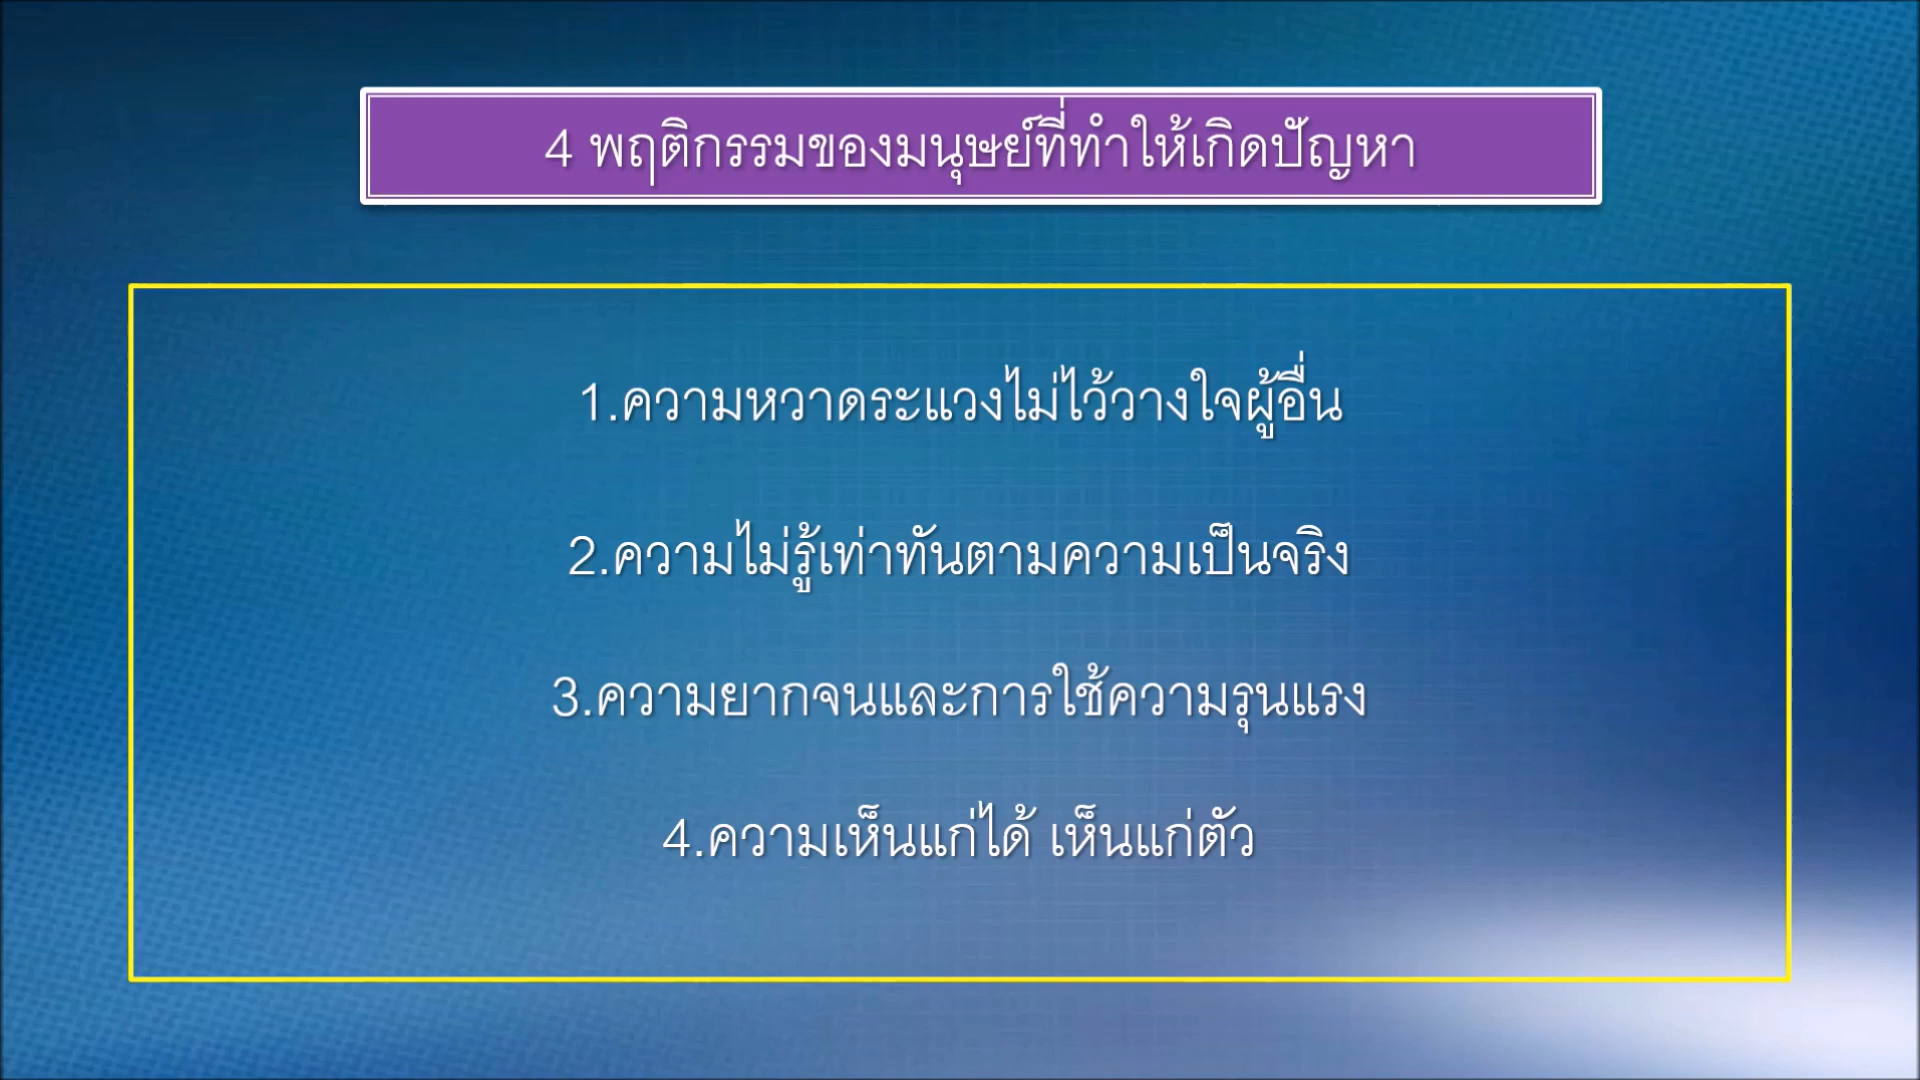 4 พฤติกรรมของมนุษย์ที่ทำให้เกิดปัญหา
1.ความหวาดระแวงไม่ไว้วางใจผู้อื่น
2.ความไม่รู้เท่าทันตามความเป็นจริง
3.ความยากจนและการใช้ความรุนแรง
4.ความเห็นแก่ได้ เห็นแก่ตัว